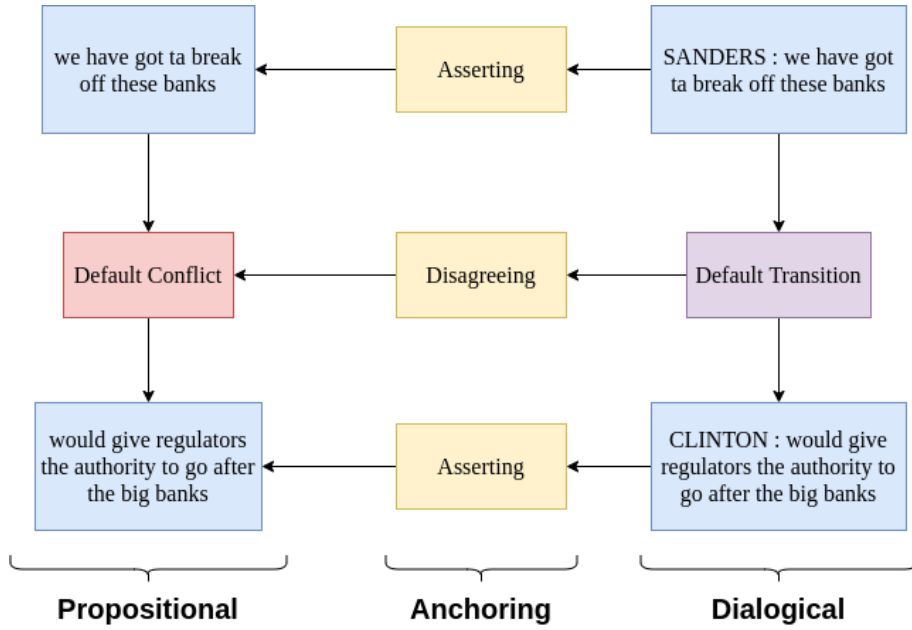 we have got ta break
off these banks
Asserting
SANDERS : we have got
ta break off these banks
Default Conflict
Disagreeing
Default Transition
would give regulators
the authority to go after
the big banks
Asserting
CLINTON : would give
regulators the authority to
go after the big banks
Propositional
Anchoring
Dialogical